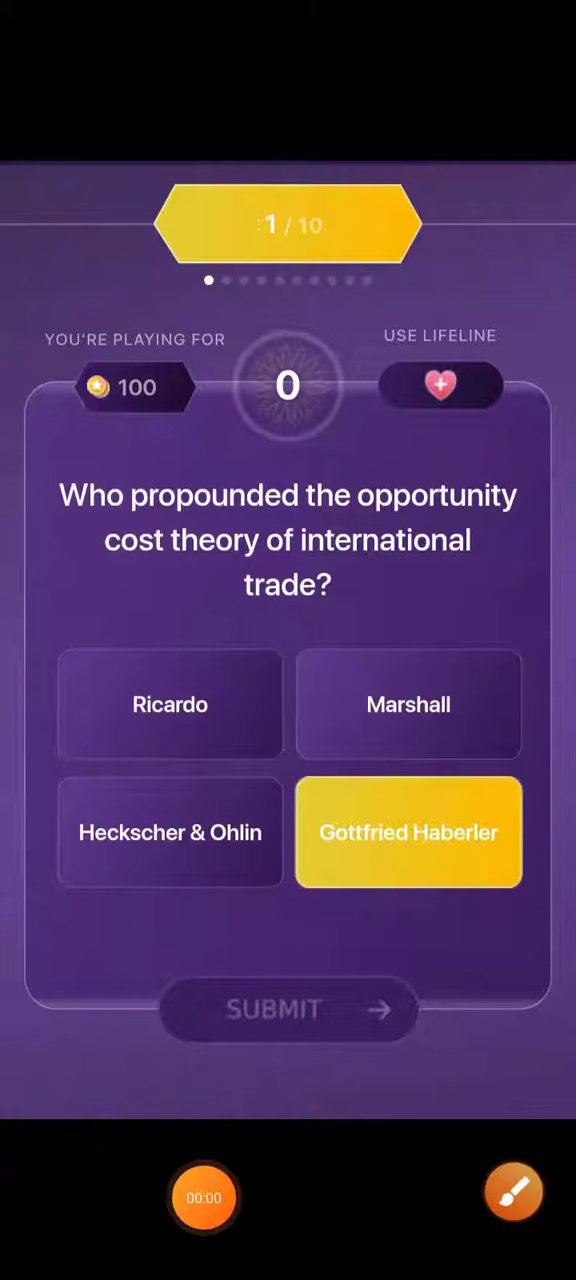 1 / 10
YOU'RE PLAYING FOR
USE LIFELINE
100
0
Who propounded the opportunity
cost theory of international
trade?
Ricardo
Marshall
Heckscher & Ohlin
Gottfried Haberler
SUBMIT →
00:00